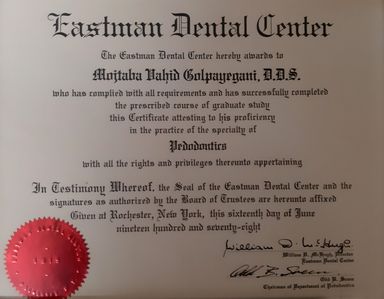 Eastman Dental Center
The Eastman Dental Center hereby awards to
Mojtaba Vahid Golpayegani, D.D.S.
who has complied with all requirements and has successfully completed
the prescribed course of graduate study
this Certificate attesting to his proficiency
in the practice of the specialty of
Pedodontics
with all the rights and privileges thereunto appertaining
In Testimony Whereof, the Seal of the Eastman Dental Center and the
signatures as authorized by the Board of Trustees are hereunto affixed
Given at Rochester, New York, this sixteenth day of June
nineteen hundred and seventy-eight
William D. McHugh
William D. McHugh, Director
Eastman Dental Center
Chairman of Department of Pedodontics